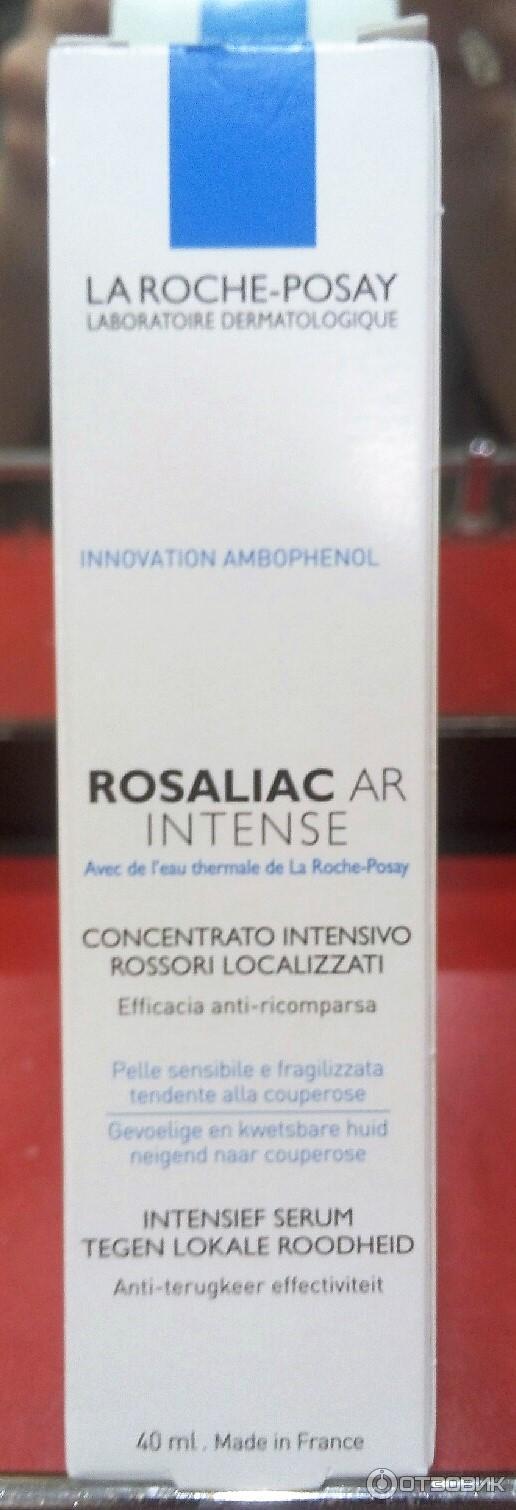 LA ROCHE-POSAY
LABORATOIRE DERMATOLOGIQUE
INNOVATION AMBOPHENOL
ROSALIAC AR
INTENSE
Avec de l'eau thermale de La Roche-Posay
CONCENTRATO INTENSIVO
ROSSORI LOCALIZZATI
Efficacia anti-ricomparsa
Pelle sensibile e fragilizzata
tendente alla couperose
Gevoelige en kwetsbare huid
neigend naar couperose
INTENSIEF SERUM
TEGEN LOKALE ROODHEID
Anti-terugkeer effectiviteit
40 ml . Made in France
ОТЗОВИК